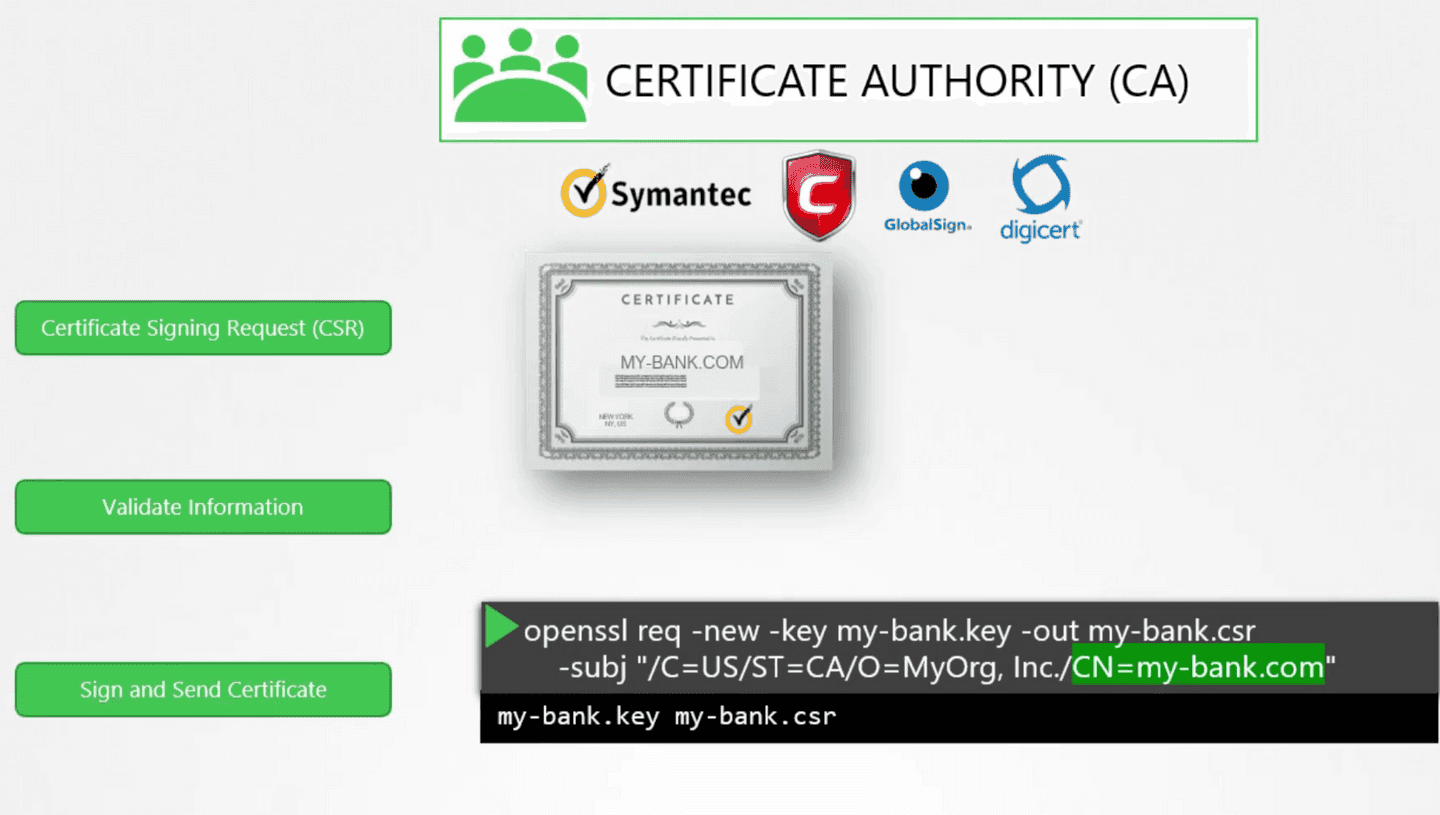 CERTIFICATE AUTHORITY (CA)
Symantec
C
GlobalSign
digicert
CERTIFICATE
MY-BANK.COM
NEW YORK
NY, US
Certificate Signing Request (CSR)
Validate Information
Sign and Send Certificate
openssl req -new -key my-bank.key -out my-bank.csr
-subj "/C=US/ST=CA/O=MyOrg, Inc./CN=my-bank.com"
my-bank.key my-bank.csr